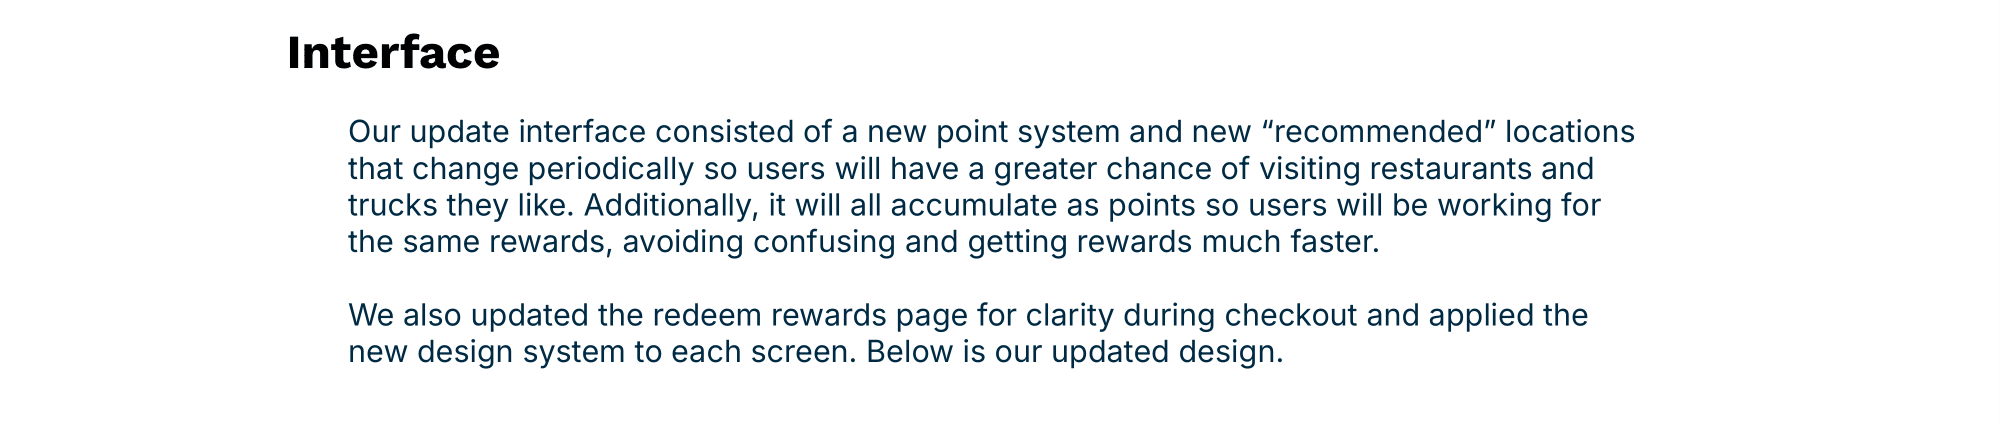 Interface
Our update interface consisted of a new point system and new “recommended” locations
that change periodically so users will have a greater chance of visiting restaurants and
trucks they like. Additionally, it will all accumulate as points so users will be working for
the same rewards, avoiding confusing and getting rewards much faster.
We also updated the redeem rewards page for clarity during checkout and applied the
new design system to each screen. Below is our updated design.